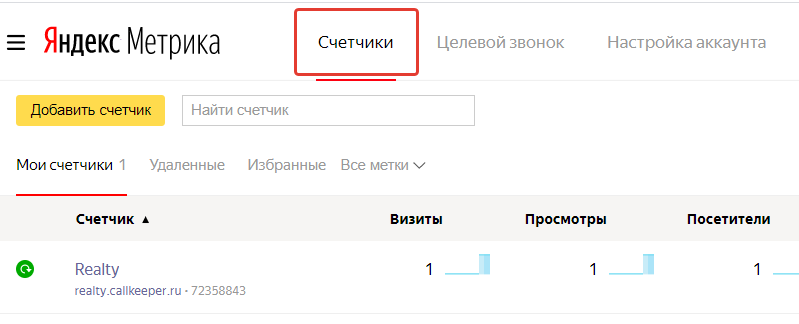 Яндекс Метрика Счетчики Целевой звонок Настройка аккаунта
Добавить счетчик Найти счетчик
Мои счетчики 1 Удаленные Избранные Все метки
Счетчик ▲ Визиты Просмотры Посетители
Realty 1 1 1
realty.callkeeper.ru • 72358843